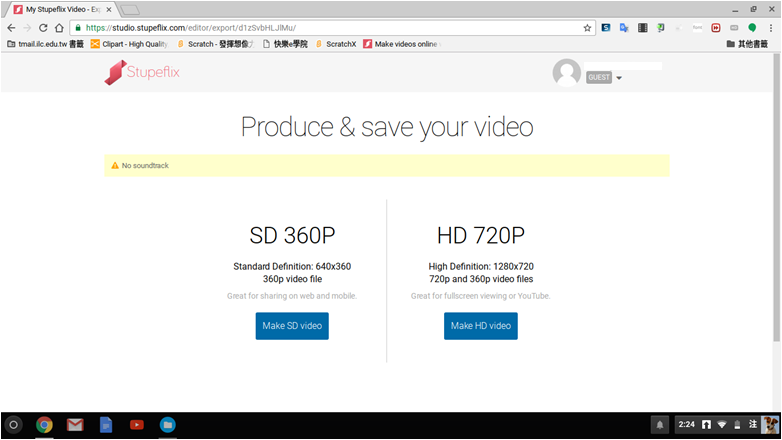 My Stupeflix Video - Exp
https://studio.stupeflix.com/editor/export/d1zSvbHLJlMu/
tmail.ilc.edu.tw 書籤
Clipart - High Quality
Scratch - 發揮想像
快樂e學院
ScratchX
Make videos online
其他書籤
Stupeflix
GUEST
Produce & save your video
No soundtrack
SD 360P
Standard Definition: 640x360
360p video file
Great for sharing on web and mobile.
Make SD video
HD 720P
High Definition: 1280x720
720p and 360p video files
Great for fullscreen viewing or YouTube.
Make HD video
2:24
注